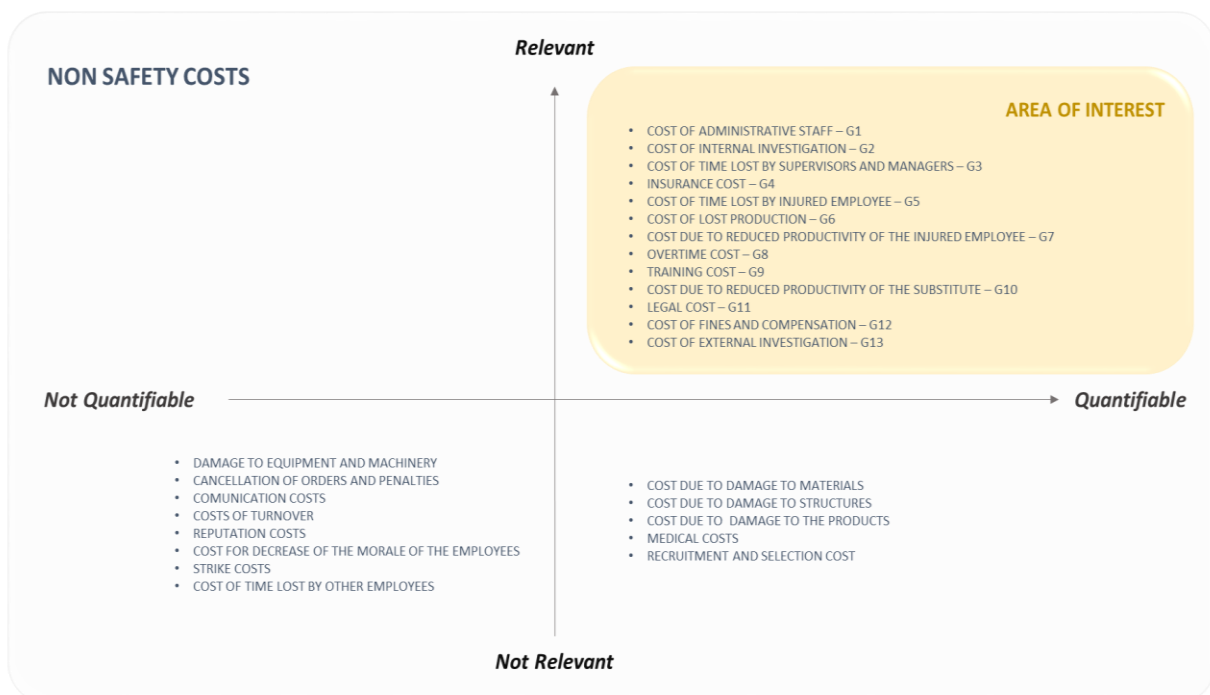 Relevant
NON SAFETY COSTS
AREA OF INTEREST
• COST OF ADMINISTRATIVE STAFF – G1
• COST OF INTERNAL INVESTIGATION – G2
• COST OF TIME LOST BY SUPERVISORS AND MANAGERS – G3
• INSURANCE COST – G4
• COST OF TIME LOST BY INJURED EMPLOYEE – G5
• COST OF LOST PRODUCTION – G6
• COST DUE TO REDUCED PRODUCTIVITY OF THE INJURED EMPLOYEE – G7
• OVERTIME COST – G8
• TRAINING COST – G9
• COST DUE TO REDUCED PRODUCTIVITY OF THE SUBSTITUTE – G10
• LEGAL COST – G11
• COST OF FINES AND COMPENSATION – G12
• COST OF EXTERNAL INVESTIGATION – G13
Not Quantifiable
Quantifiable
• DAMAGE TO EQUIPMENT AND MACHINERY
• CANCELLATION OF ORDERS AND PENALTIES
• COMUNICATION COSTS
• COSTS OF TURNOVER
• REPUTATION COSTS
• COST FOR DECREASE OF THE MORALE OF THE EMPLOYEES
• STRIKE COSTS
• COST OF TIME LOST BY OTHER EMPLOYEES
• COST DUE TO DAMAGE TO MATERIALS
• COST DUE TO DAMAGE TO STRUCTURES
• COST DUE TO DAMAGE TO THE PRODUCTS
• MEDICAL COSTS
• RECRUITMENT AND SELECTION COST
Not Relevant